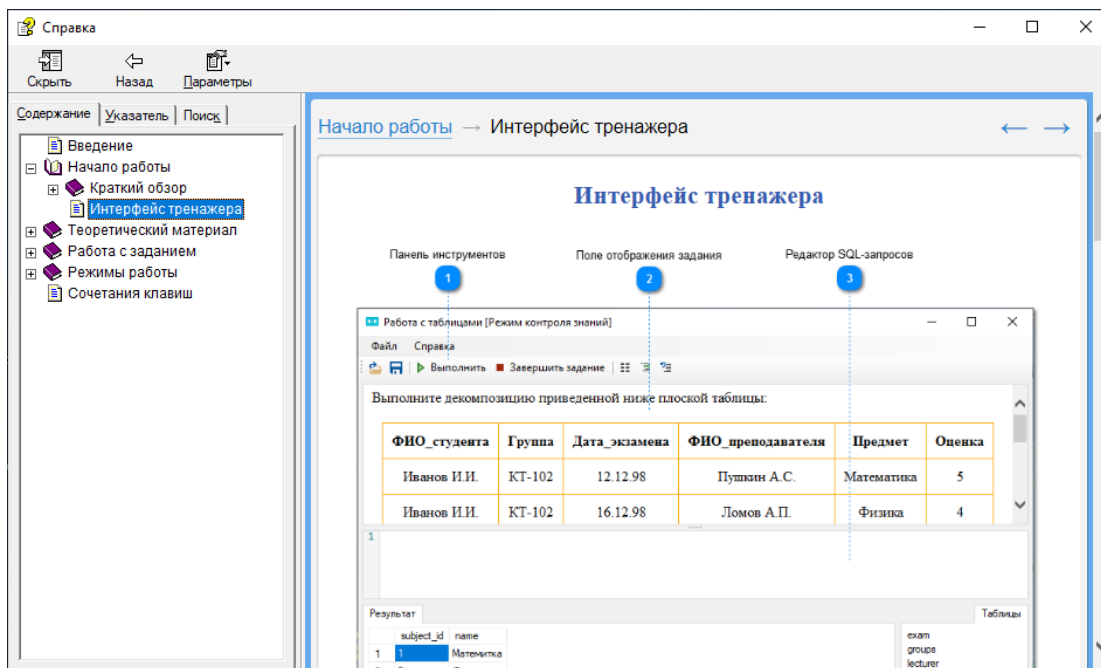 Справка
Скрыть Назад Параметры
Содержание Указатель Поиск
Введение
Начало работы
Краткий обзор
Интерфейс тренажера
Теоретический материал
Работа с заданием
Режимы работы
Сочетания клавиш
Начало работы → Интерфейс тренажера ← →
Интерфейс тренажера
Панель инструментов Поле отображения задания Редактор SQL-запросов
1 2 3
Работа с таблицами [Режим контроля знаний]
Файл Справка
Выполнить Завершить задание
Выполните декомпозицию приведенной ниже плоской таблицы:
ФИО_студента Группа Дата_экзамена ФИО_преподавателя Предмет Оценка
Иванов И.И. КТ-102 12.12.98 Пушкин А.С. Математика 5
Иванов И.И. КТ-102 16.12.98 Ломов А.П. Физика 4
1
Результат Таблицы
subject_id name exam
1 1 Матемитка groups
lecturer